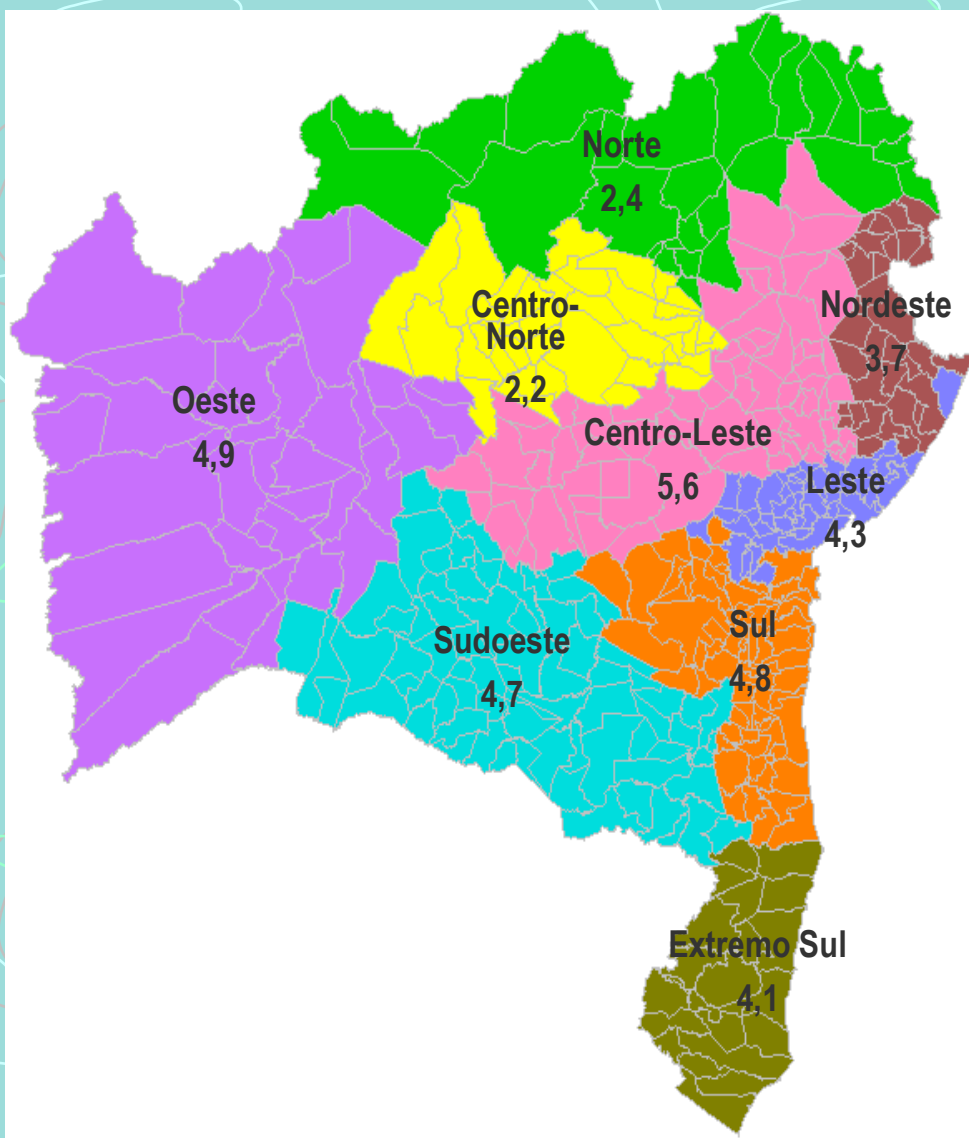 Norte
2,4
Centro-
Norte
2,2
Nordeste
3,7
Oeste
4,9
Centro-Leste
5,6
Leste
4,3
Sudoeste
4,7
Sul
4,8
Extremo Sul
4,1